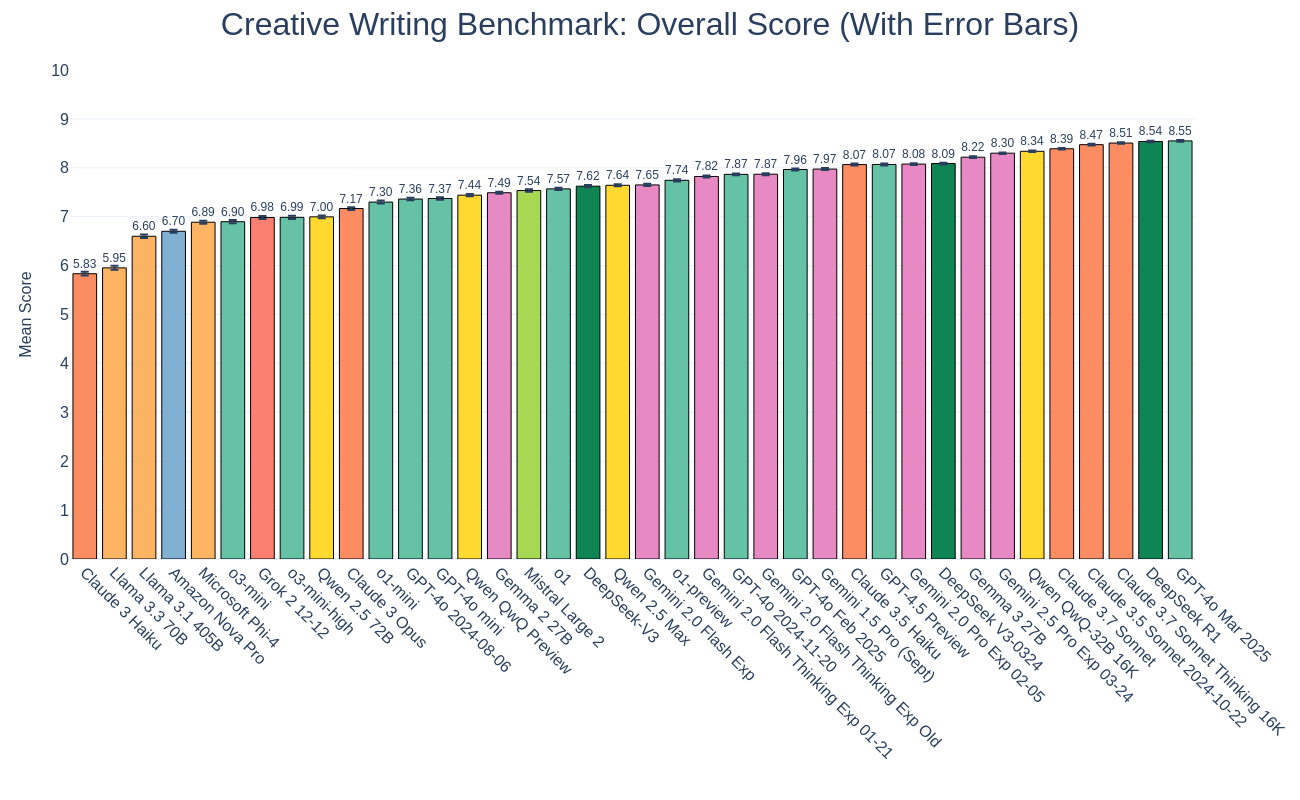 Creative Writing Benchmark: Overall Score (With Error Bars)
Mean Score
10
9
8
7
6
5
4
3
2
1
0
5.83
5.95
6.60
6.70
6.89
6.90
6.98
6.99
7.00
7.17
7.30
7.36
7.37
7.44
7.49
7.54
7.57
7.62
7.64
7.65
7.74
7.82
7.87
7.87
7.96
7.97
8.07
8.07
8.08
8.09
8.22
8.30
8.34
8.39
8.47
8.51
8.54
8.55
Claude 3 Haiku
Llama 3.3 70B
Llama 3.1 405B
Amazon Nova Pro
Microsoft Phi-4
o3-mini
Grok 2 12-12
o3-mini-high
Qwen 2.5 72B
Claude 3 Opus
o1-mini
GPT-4o 2024-08-06
GPT-4o mini
Qwen QwQ Preview
Gemma 2 27B
Mistral Large 2
o1
DeepSeek-V3
Qwen 2.5 Max
Gemini 2.0 Flash Exp
o1-preview
Gemini 2.0 Flash Thinking Exp 01-21
GPT-4o 2024-11-20
Gemini 2.0 Flash Thinking Exp Old
GPT-4o Feb 2025
Gemini 1.5 Pro (Sept)
Claude 3.5 Haiku
GPT-4.5 Preview
Gemini 2.0 Pro Exp 02-05
DeepSeek V3-0324
Gemma 3 27B
Gemini 2.5 Pro Exp 03-24
Qwen QwQ-32B 16K
Claude 3.7 Sonnet
Claude 3.5 Sonnet 2024-10-22
Claude 3.7 Sonnet Thinking 16K
DeepSeek R1
GPT-4o Mar 2025